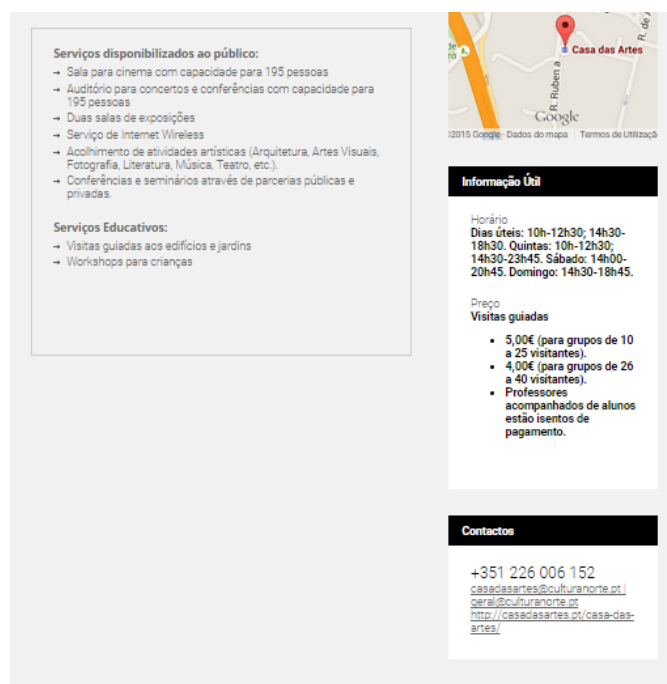 Serviços disponibilizados ao público:
→ Sala para cinema com capacidade para 195 pessoas
→ Auditório para concertos e conferências com capacidade para
195 pessoas
→ Duas salas de exposições
→ Serviço de Internet Wireless
→ Acolhimento de atividades artísticas (Arquitetura, Artes Visuais,
Fotografia, Literatura, Música, Teatro, etc.).
→ Conferências e seminários através de parcerias públicas e
privadas.
Serviços Educativos:
→ Visitas guiadas aos edifícios e jardins
→ Workshops para crianças
Casa das Artes
R. de
R. Ruben a
Google
2015 Google - Dados do mapa Termos de Utilizaçã
Informação Útil
Horário
Dias úteis: 10h-12h30; 14h30-
18h30. Quintas: 10h-12h30;
14h30-23h45. Sábado: 14h00-
20h45. Domingo: 14h30-18h45.
Preço
Visitas guiadas
• 5,00€ (para grupos de 10
a 25 visitantes).
• 4,00€ (para grupos de 26
a 40 visitantes).
• Professores
acompanhados de alunos
estão isentos de
pagamento.
Contactos
+351 226 006 152
casadasartes@culturanorte.pt |
geral@culturanorte.pt
http://casadasartes.pt/casa-das-
artes/